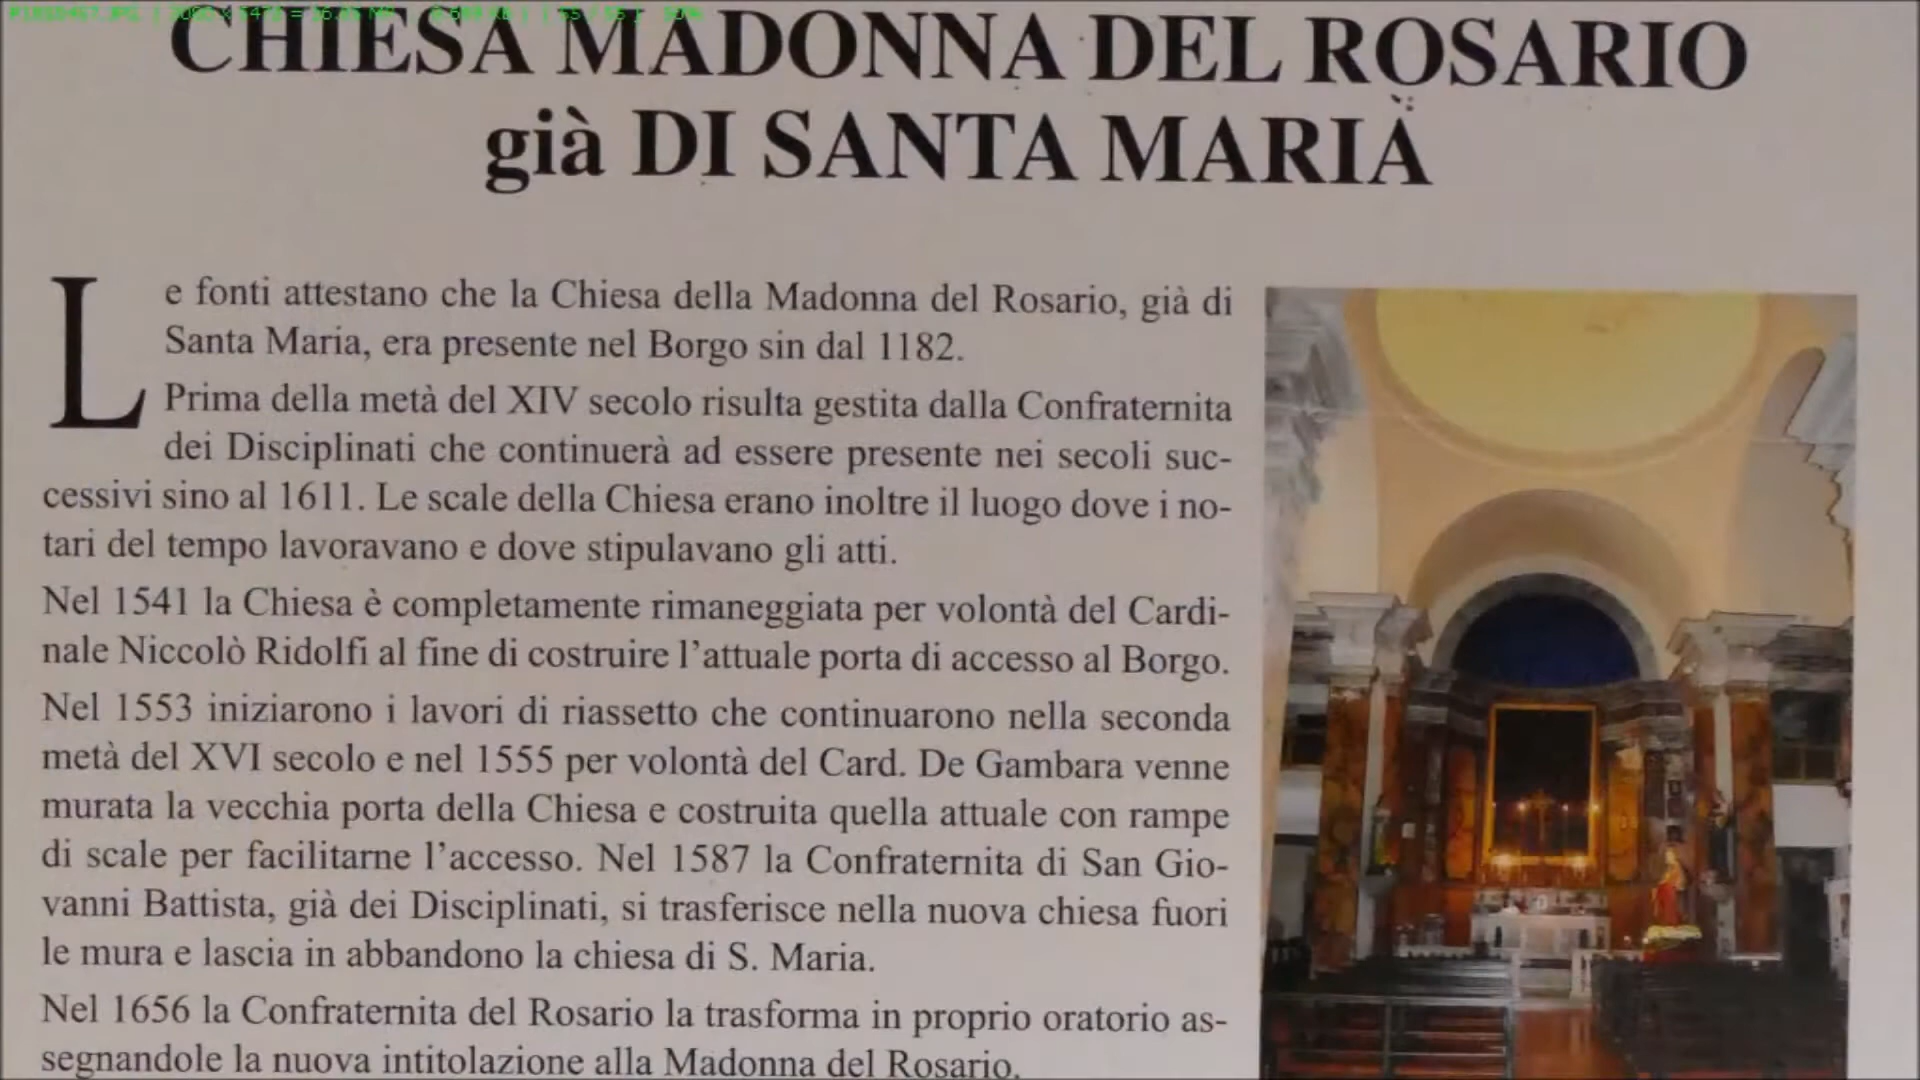 CHIESA MADONNA DEL ROSARIO
già DI SANTA MARIA
Le fonti attestano che la Chiesa della Madonna del Rosario, già di
Santa Maria, era presente nel Borgo sin dal 1182.
Prima della metà del XIV secolo risulta gestita dalla Confraternita
dei Disciplinati che continuerà ad essere presente nei secoli suc-
cessivi sino al 1611. Le scale della Chiesa erano inoltre il luogo dove i no-
tari del tempo lavoravano e dove stipulavano gli atti.
Nel 1541 la Chiesa è completamente rimaneggiata per volontà del Cardi-
nale Niccolò Ridolfi al fine di costruire l'attuale porta di accesso al Borgo.
Nel 1553 iniziarono i lavori di riassetto che continuarono nella seconda
metà del XVI secolo e nel 1555 per volontà del Card. De Gambara venne
murata la vecchia porta della Chiesa e costruita quella attuale con rampe
di scale per facilitarne l'accesso. Nel 1587 la Confraternita di San Gio-
vanni Battista, già dei Disciplinati, si trasferisce nella nuova chiesa fuori
le mura e lascia in abbandono la chiesa di S. Maria.
Nel 1656 la Confraternita del Rosario la trasforma in proprio oratorio as-
segnandole la nuova intitolazione alla Madonna del Rosario.